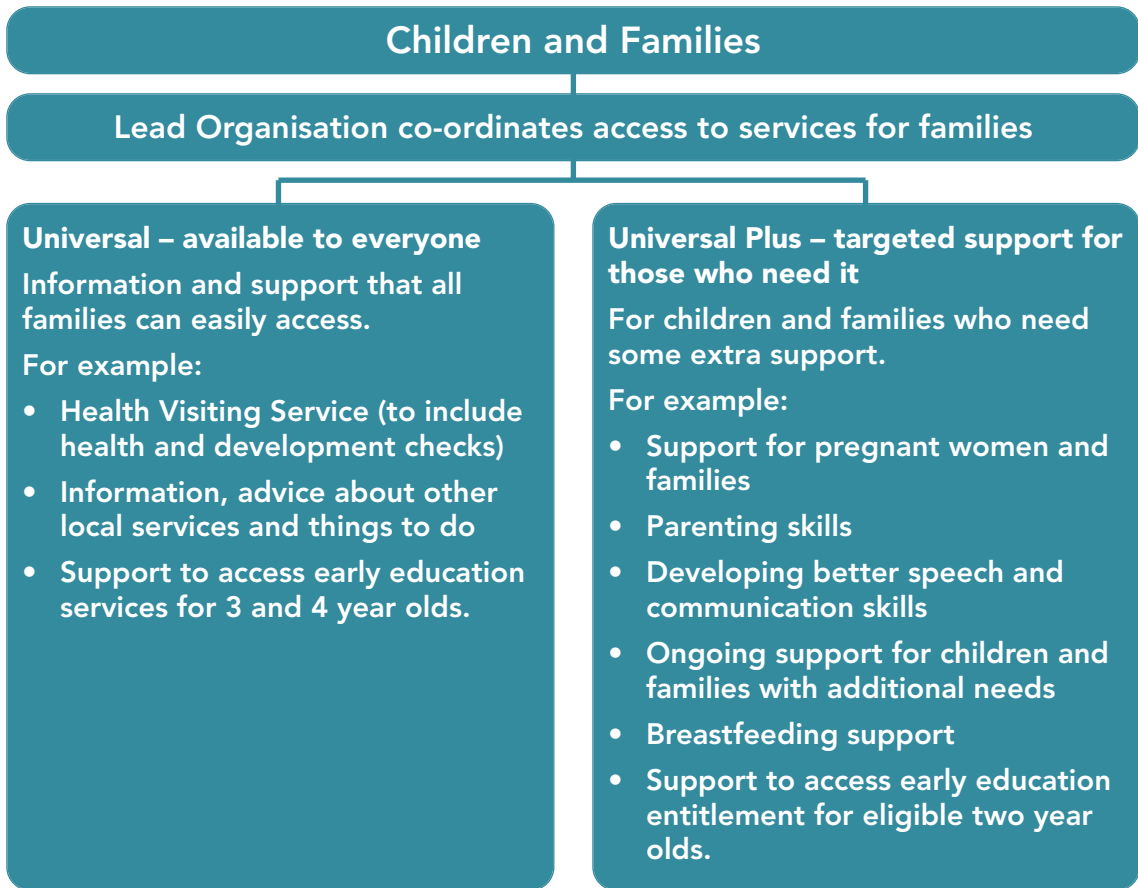 Children and Families
Lead Organisation co-ordinates access to services for families
Universal – available to everyone
Information and support that all
families can easily access.
For example:
• Health Visiting Service (to include
health and development checks)
• Information, advice about other
local services and things to do
• Support to access early education
services for 3 and 4 year olds.
Universal Plus – targeted support for
those who need it
For children and families who need
some extra support.
For example:
• Support for pregnant women and
families
• Parenting skills
• Developing better speech and
communication skills
• Ongoing support for children and
families with additional needs
• Breastfeeding support
• Support to access early education
entitlement for eligible two year
olds.